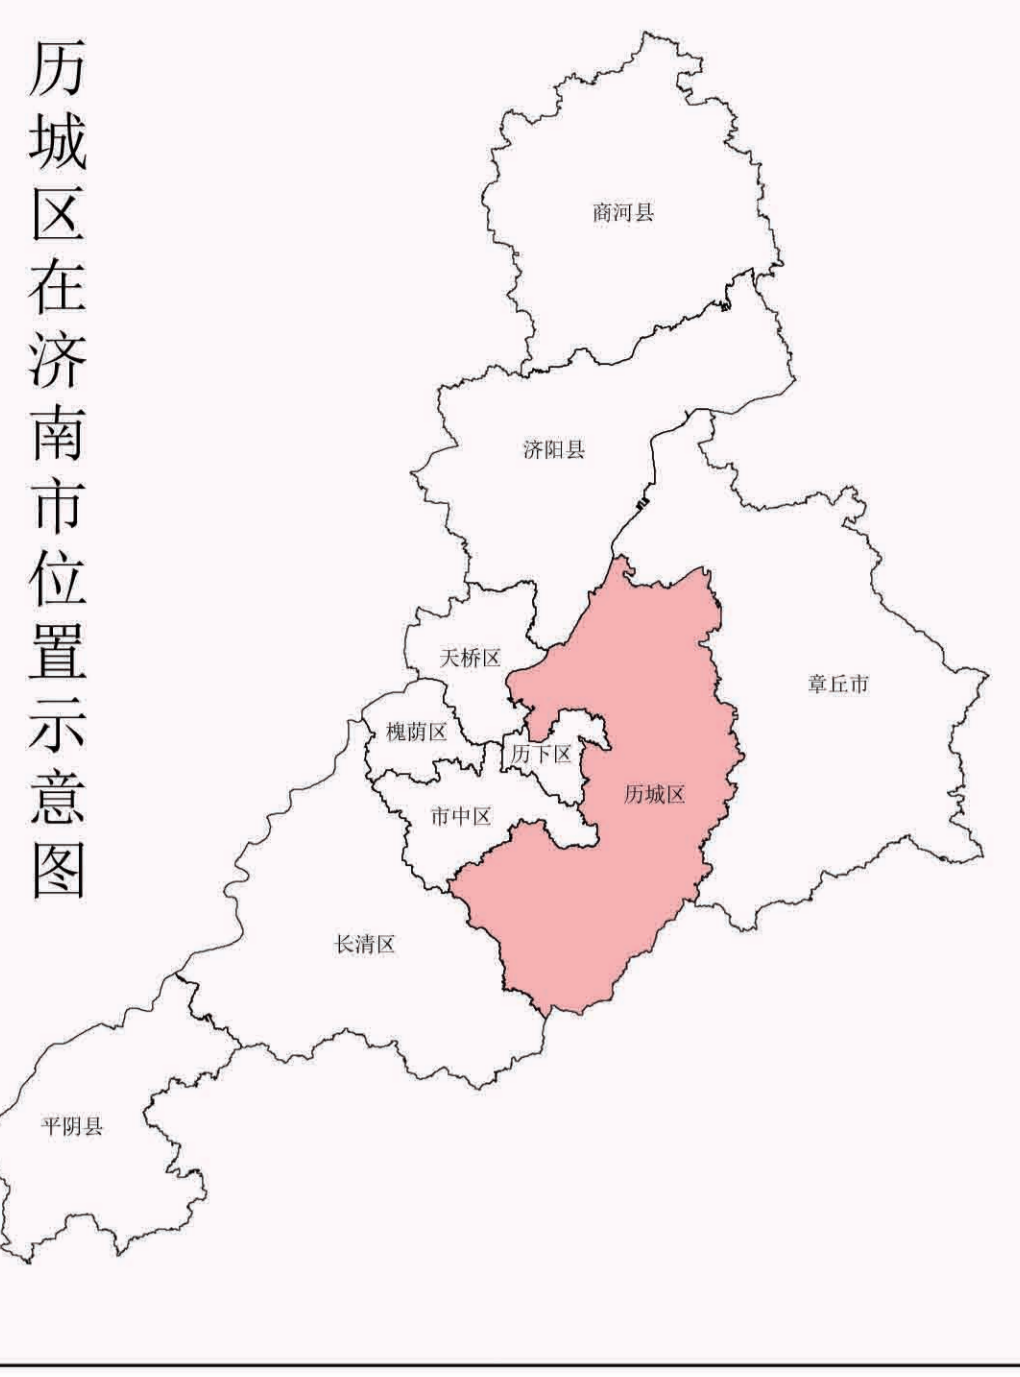 历城区在济南市位置示意图
商河县
济阳县
天桥区
章丘市
槐荫区
历下区
历城区
市中区
长清区
平阴县